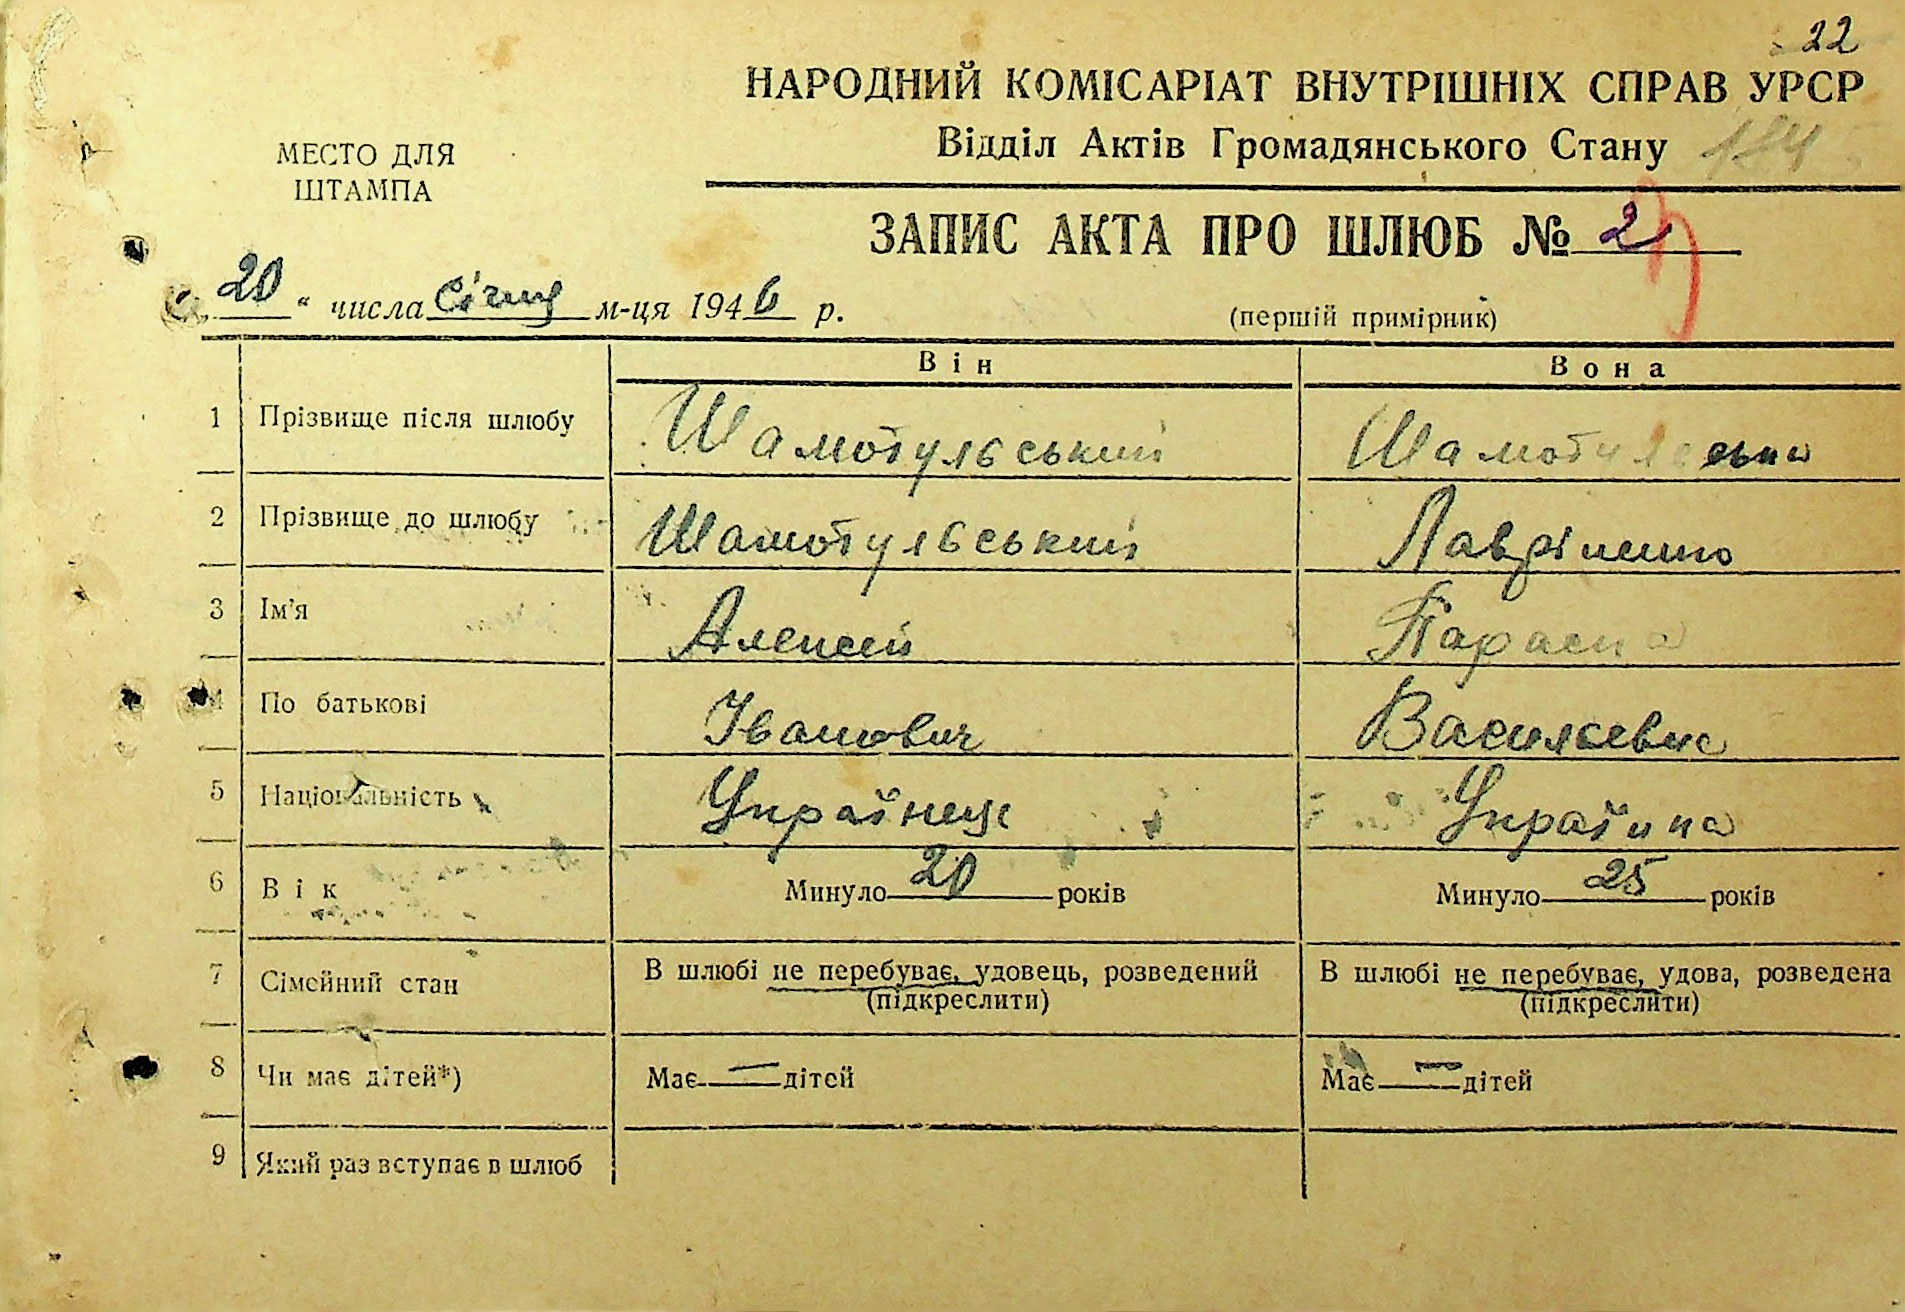 22
НАРОДНИЙ КОМІСАРІАТ ВНУТРІШНІХ СПРАВ УРСР
Відділ Актів Громадянського Стану
МЕСТО ДЛЯ
ШТАМПА
ЗАПИС АКТА ПРО ШЛЮБ № 2
„20“ числа січня м-ця 1946 р.
(першій примірник)
Він Вона
1 Прізвище після шлюбу Шамотульський Шамотульська
2 Прізвище до шлюбу Шамотульський
3 Ім'я Алексей Параска
4 По батькові Іванович Васильевна
5 Національність Українець Українка
6 Вік Минуло 20 років Минуло 25 років
7 Сімейний стан В шлюбі не перебуває, удовець, розведений В шлюбі не перебуває, удова, розведена
(підкреслити) (підкреслити)
8 Чи має дітей*) Має — дітей Має — дітей
9 Який раз вступає в шлюб